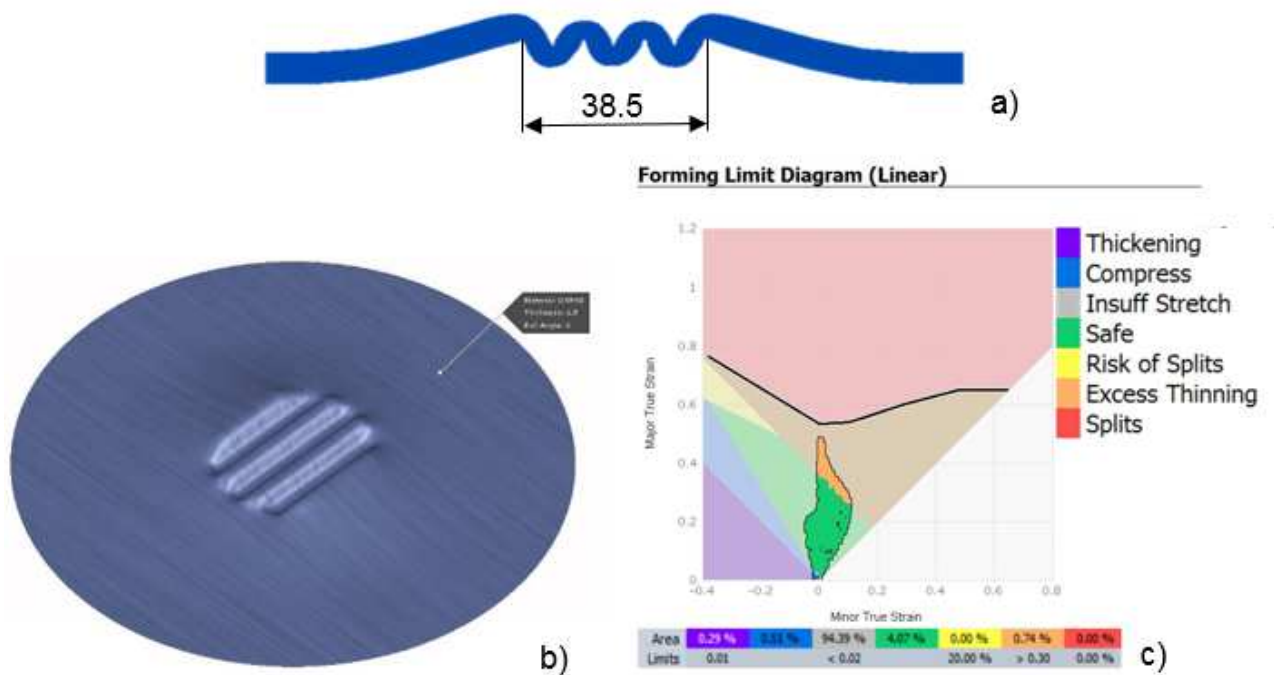 38.5
a)
Forming Limit Diagram (Linear)
1.2
1
0.8
0.6
0.4
0.2
0
Major True Strain
-0.4
-0.2
0
0.2
0.4
0.6
0.8
Minor True Strain
Thickening
Compress
Insuff Stretch
Safe
Risk of Splits
Excess Thinning
Splits
b)
Area 0.29 % 94.39 % 4.07 % 0.00 % 0.74 % 0.00 %
Limits 0.01 < 0.02 20.00 % > 0.30 0.00 %
c)